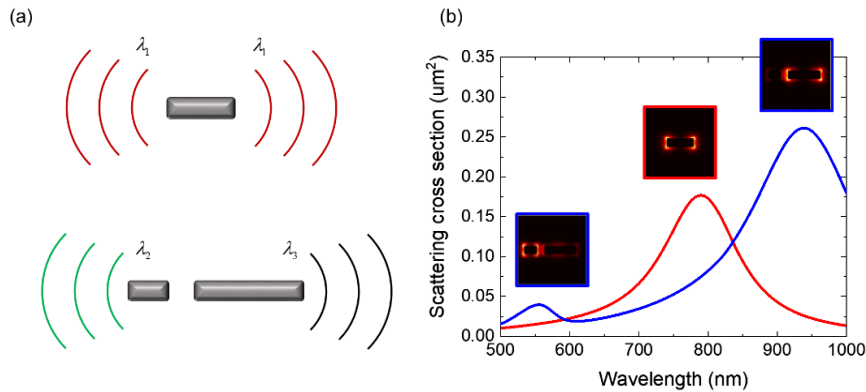 (a)
λ₁ λ₁
λ₂ λ₃
(b)
Scattering cross section (um²)
0.35
0.30
0.25
0.20
0.15
0.10
0.05
0.00
500 600 700 800 900 1000
Wavelength (nm)